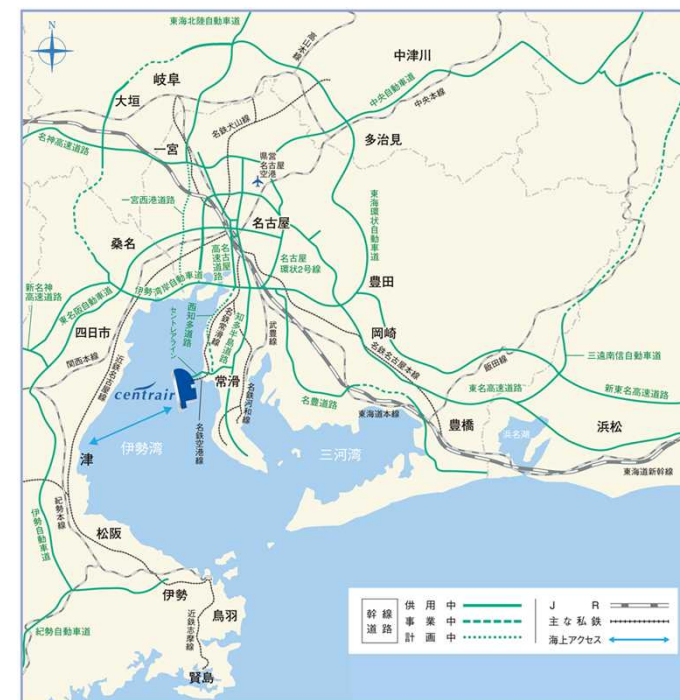 N
東海北陸自動車道
高山本線
中津川
岐阜
大垣
中央自動車道
中央本線
名鉄犬山線
多治見
名神高速道路
一宮
県営
名古屋
空港
一宮西港道路
東海環状自動車道
名古屋
桑名
名古屋
高速道路
名古屋
環状2号線
伊勢湾岸自動車道
豊田
新名神
高速道路
東名阪自動車道
西知多道路
セントレアライン
名鉄常滑線
知多半島道路
武豊線
岡崎
四日市
関西本線
近鉄名古屋線
名鉄名古屋本線
飯田線
三遠南信自動車道
常滑
centrair
名鉄河和線
名豊道路
東名高速道路
新東名高速道路
東海道本線
豊橋
浜松
浜名湖
名鉄空港線
伊勢湾
三河湾
津
東海道新幹線
伊勢自動車道
紀勢本線
松阪
伊勢
鳥羽
近鉄志摩線
紀勢自動車道
賢島
幹線
道路
供用中
事業中
計画中
JR
主な私鉄
海上アクセス